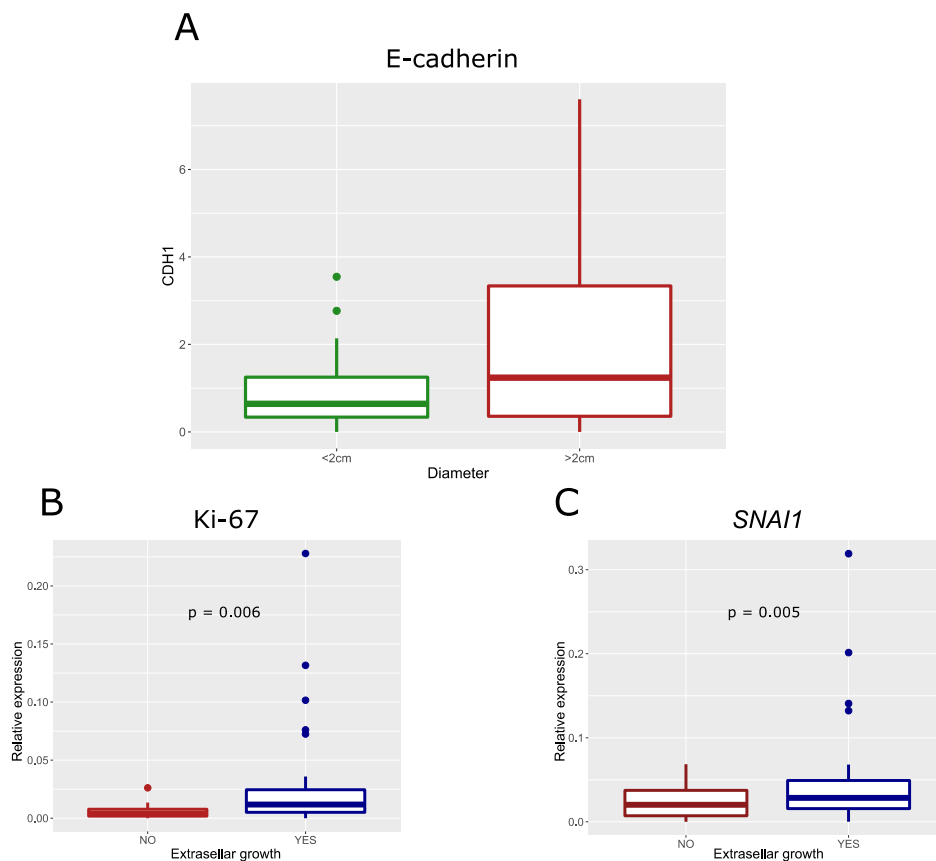 A
E-cadherin
CDH1
6
4
2
0
<2cm
>2cm
Diameter
B
Ki-67
Relative expression
0.20
0.15
0.10
0.05
0.00
p = 0.006
NO
YES
Extrasellar growth
C
SNAI1
Relative expression
0.3
0.2
0.1
0.0
p = 0.005
NO
YES
Extrasellar growth